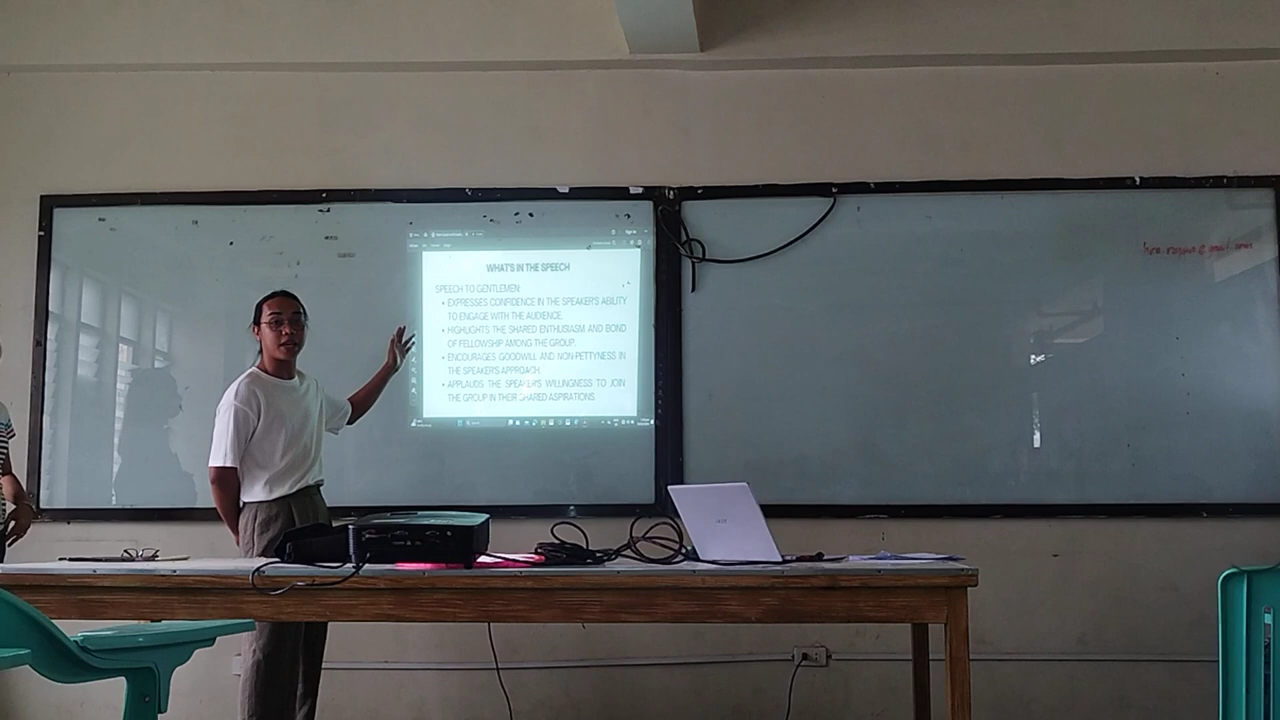 WHAT'S IN THE SPEECH
SPEECH TO GENTLEMEN:
• EXPRESSES CONFIDENCE IN THE SPEAKER'S ABILITY
TO ENGAGE WITH THE AUDIENCE.
• HIGHLIGHTS THE SHARED ENTHUSIASM AND BOND
OF FELLOWSHIP AMONG THE GROUP.
• ENCOURAGES GOODWILL AND NON-PETTYNESS IN
THE SPEAKER'S APPROACH.
• APPLAUDS THE SPEAKER'S WILLINGNESS TO JOIN
THE GROUP IN THEIR SHARED ASPIRATIONS.
acer